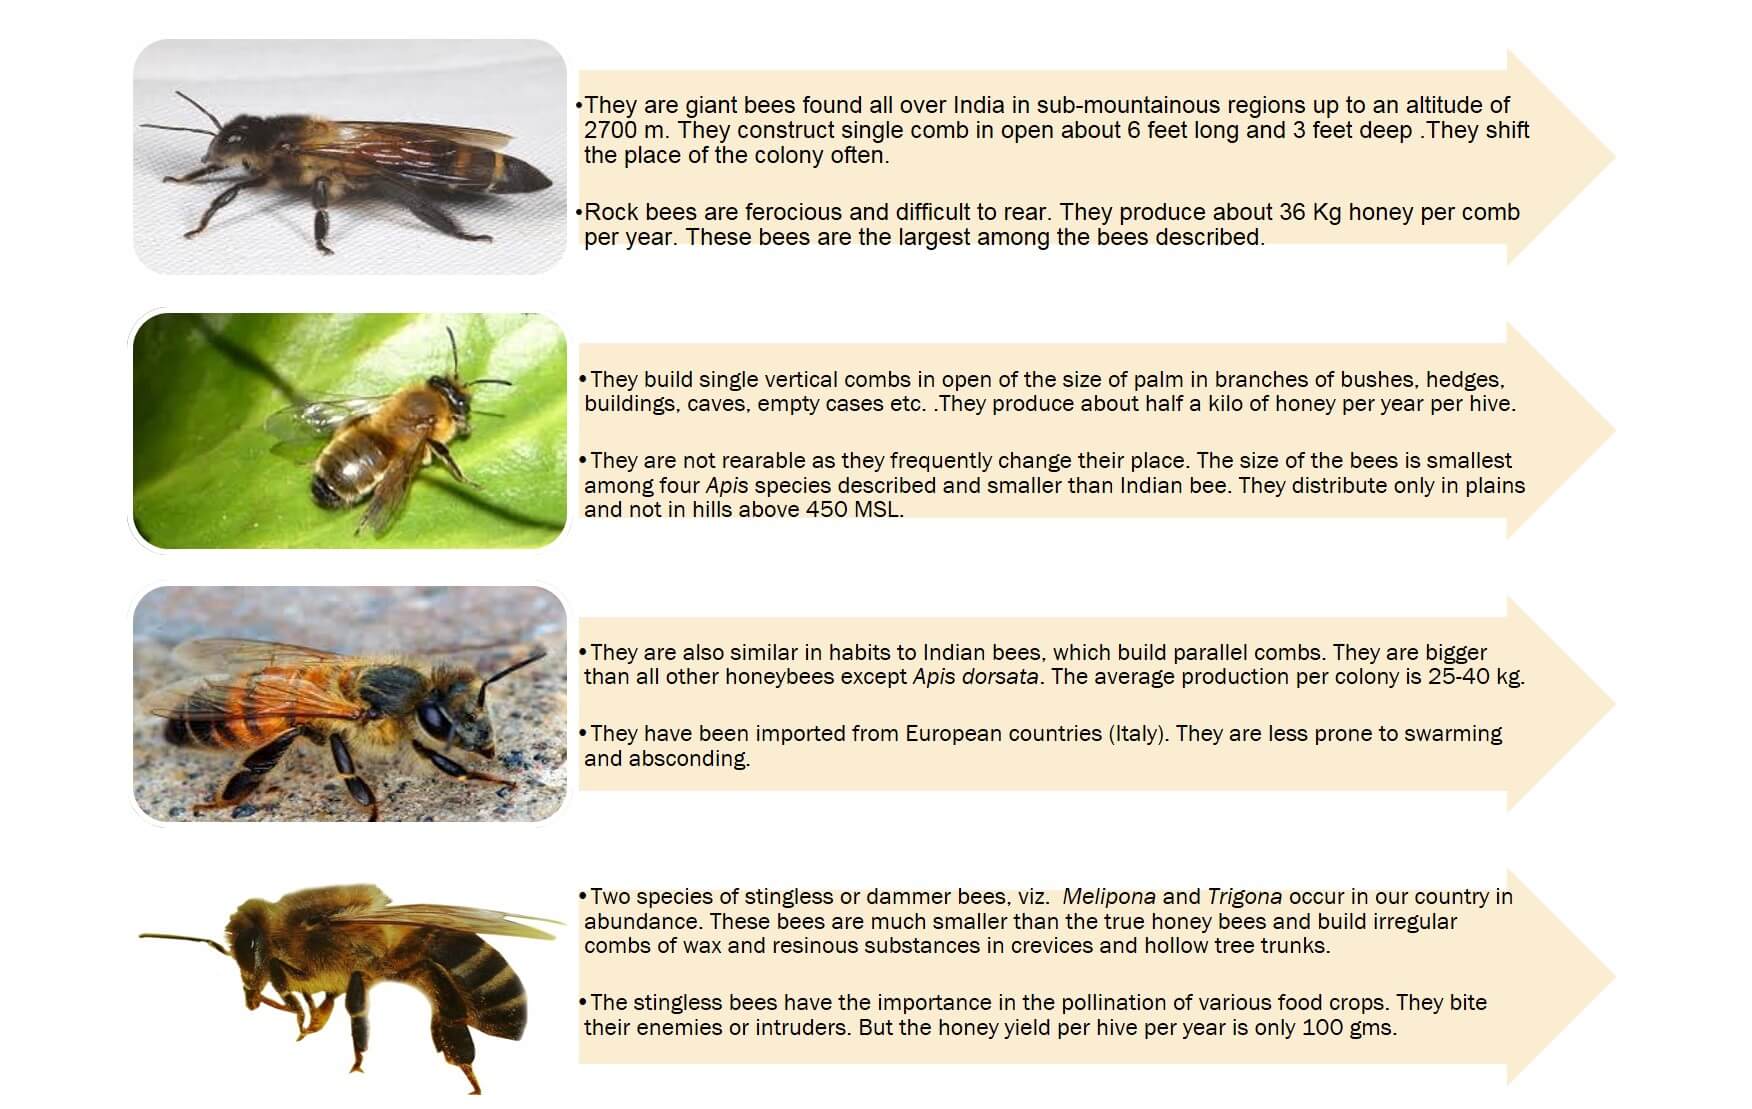 •They are giant bees found all over India in sub-mountainous regions up to an altitude of
2700 m. They construct single comb in open about 6 feet long and 3 feet deep .They shift
the place of the colony often.
•Rock bees are ferocious and difficult to rear. They produce about 36 Kg honey per comb
per year. These bees are the largest among the bees described.
•They build single vertical combs in open of the size of palm in branches of bushes, hedges,
buildings, caves, empty cases etc. .They produce about half a kilo of honey per year per hive.
•They are not rearable as they frequently change their place. The size of the bees is smallest
among four Apis species described and smaller than Indian bee. They distribute only in plains
and not in hills above 450 MSL.
•They are also similar in habits to Indian bees, which build parallel combs. They are bigger
than all other honeybees except Apis dorsata. The average production per colony is 25-40 kg.
•They have been imported from European countries (Italy). They are less prone to swarming
and absconding.
•Two species of stingless or dammer bees, viz.  Melipona and Trigona occur in our country in
abundance. These bees are much smaller than the true honey bees and build irregular
combs of wax and resinous substances in crevices and hollow tree trunks.
•The stingless bees have the importance in the pollination of various food crops. They bite
their enemies or intruders. But the honey yield per hive per year is only 100 gms.